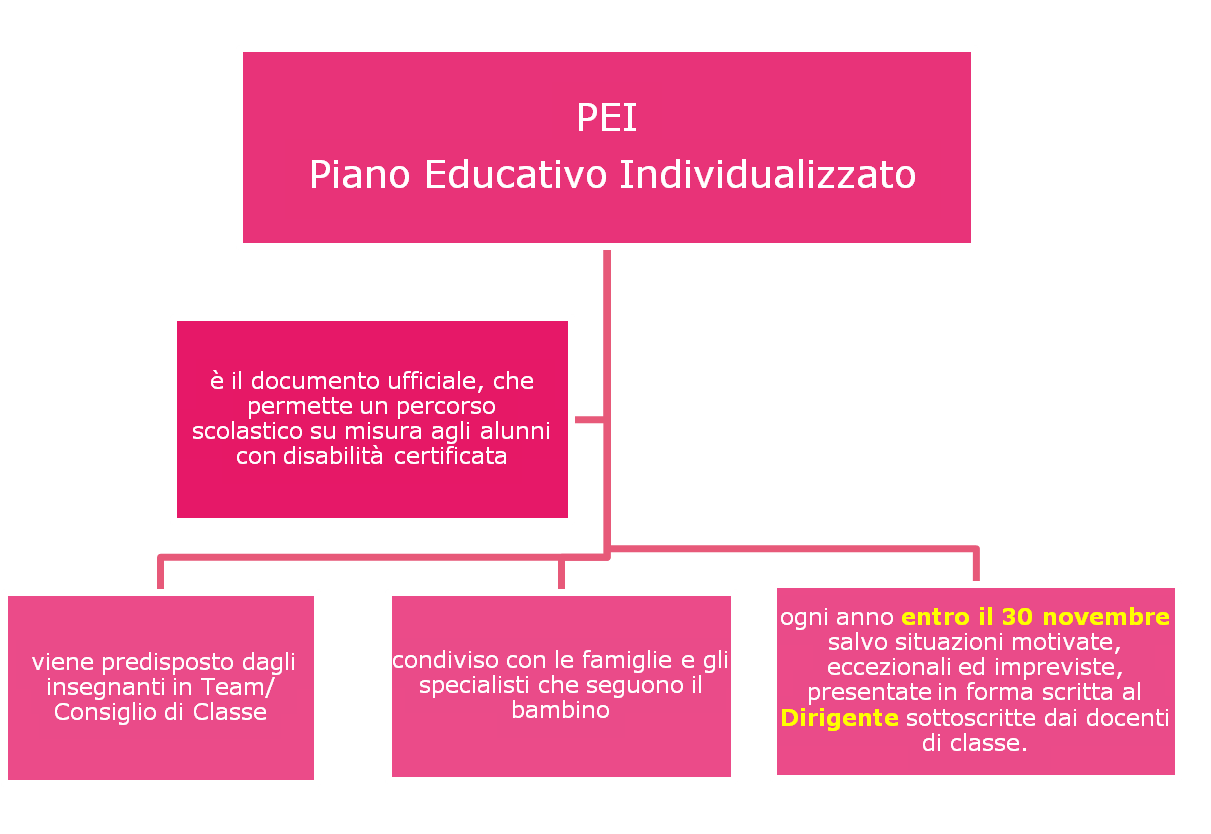 PEI
Piano Educativo Individualizzato
è il documento ufficiale, che
permette un percorso
scolastico su misura agli alunni
con disabilità certificata
viene predisposto dagli
insegnanti in Team/
Consiglio di Classe
condiviso con le famiglie e gli
specialisti che seguono il
bambino
ogni anno entro il 30 novembre
salvo situazioni motivate,
eccezionali ed impreviste,
presentate in forma scritta al
Dirigente sottoscritte dai docenti
di classe.